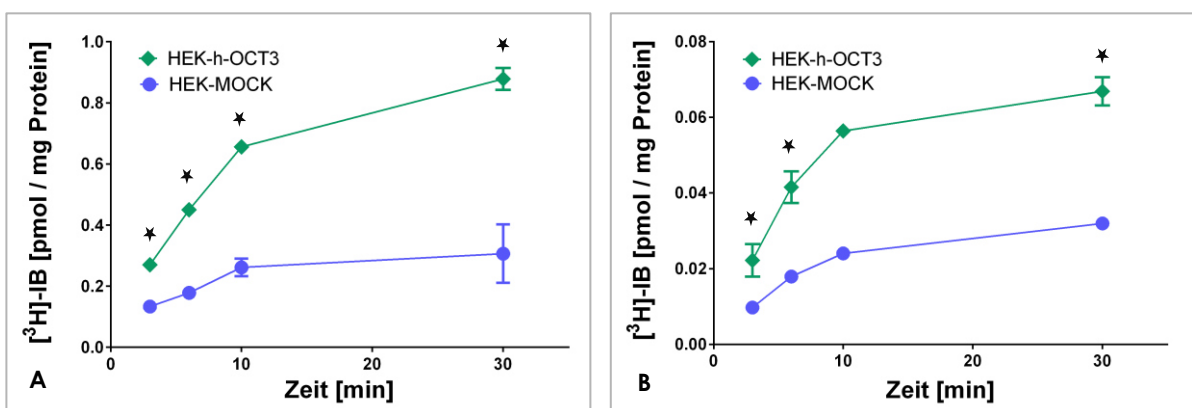 [³H]-IB [pmol / mg Protein]
1.0
0.8
0.6
0.4
0.2
0.0
HEK-h-OCT3
HEK-MOCK
0 10 20 30
Zeit [min]
A
[³H]-IB [pmol / mg Protein]
0.08
0.06
0.04
0.02
0.00
HEK-h-OCT3
HEK-MOCK
0 10 20 30
Zeit [min]
B